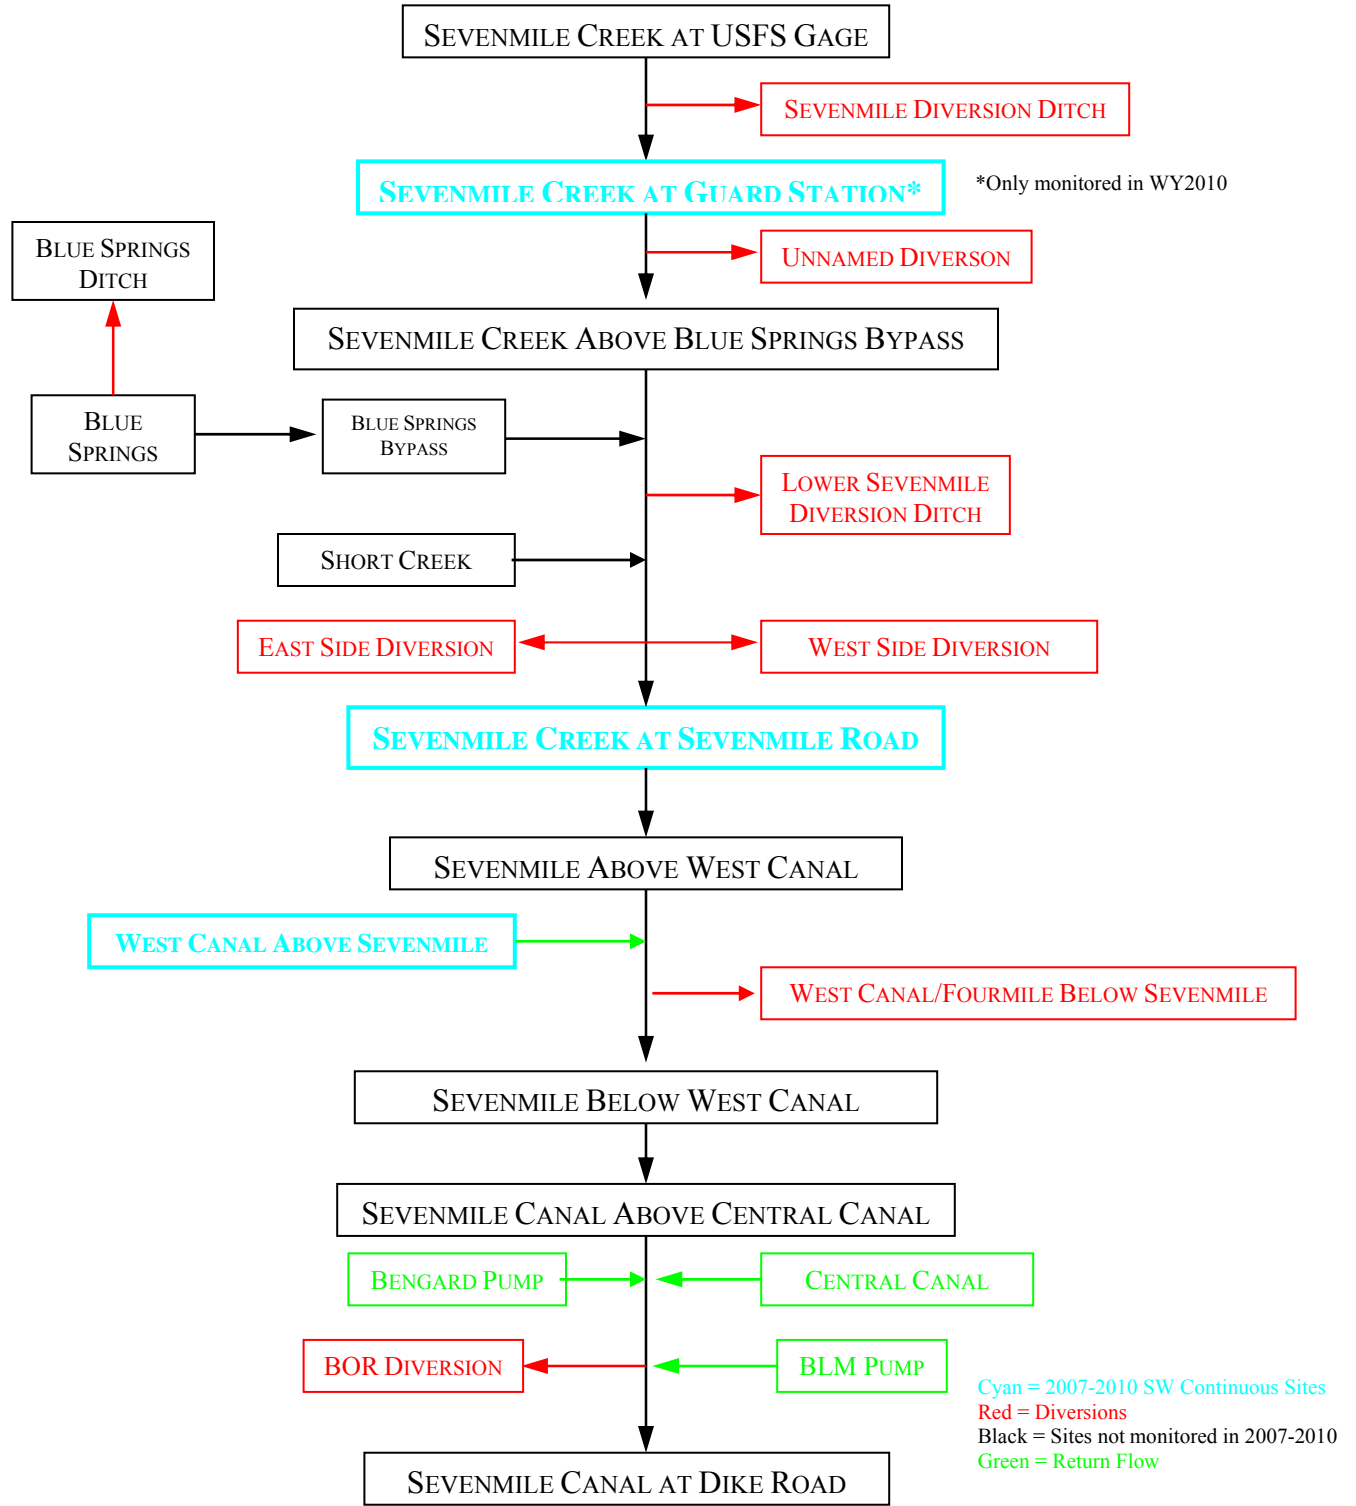 SEVENMILE CREEK AT USFS GAGE
SEVENMILE DIVERSION DITCH
SEVENMILE CREEK AT GUARD STATION*
*Only monitored in WY2010
BLUE SPRINGS
DITCH
UNNAMED DIVERSON
SEVENMILE CREEK ABOVE BLUE SPRINGS BYPASS
BLUE
SPRINGS
BLUE SPRINGS
BYPASS
LOWER SEVENMILE
DIVERSION DITCH
SHORT CREEK
EAST SIDE DIVERSION
WEST SIDE DIVERSION
SEVENMILE CREEK AT SEVENMILE ROAD
SEVENMILE ABOVE WEST CANAL
WEST CANAL ABOVE SEVENMILE
WEST CANAL/FOURMILE BELOW SEVENMILE
SEVENMILE BELOW WEST CANAL
SEVENMILE CANAL ABOVE CENTRAL CANAL
BENGARD PUMP
CENTRAL CANAL
BOR DIVERSION
BLM PUMP
Cyan = 2007-2010 SW Continuous Sites
Red = Diversions
Black = Sites not monitored in 2007-2010
Green = Return Flow
SEVENMILE CANAL AT DIKE ROAD